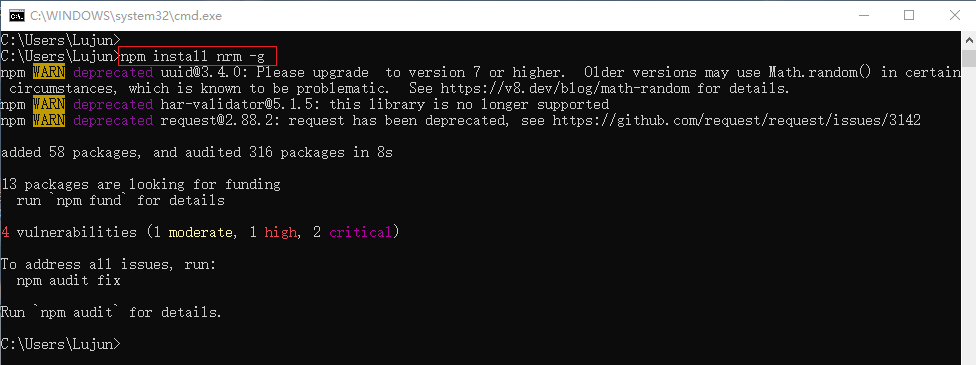 C:\WINDOWS\system32\cmd.exe
C:\Users\Lujun>
C:\Users\Lujun>npm install nrm -g
npm WARN deprecated uuid@3.4.0: Please upgrade  to version 7 or higher.  Older versions may use Math.random() in certain
 circumstances, which is known to be problematic.  See https://v8.dev/blog/math-random for details.
npm WARN deprecated har-validator@5.1.5: this library is no longer supported
npm WARN deprecated request@2.88.2: request has been deprecated, see https://github.com/request/request/issues/3142
added 58 packages, and audited 316 packages in 8s
13 packages are looking for funding
  run `npm fund` for details
4 vulnerabilities (1 moderate, 1 high, 2 critical)
To address all issues, run:
  npm audit fix
Run `npm audit` for details.
C:\Users\Lujun>